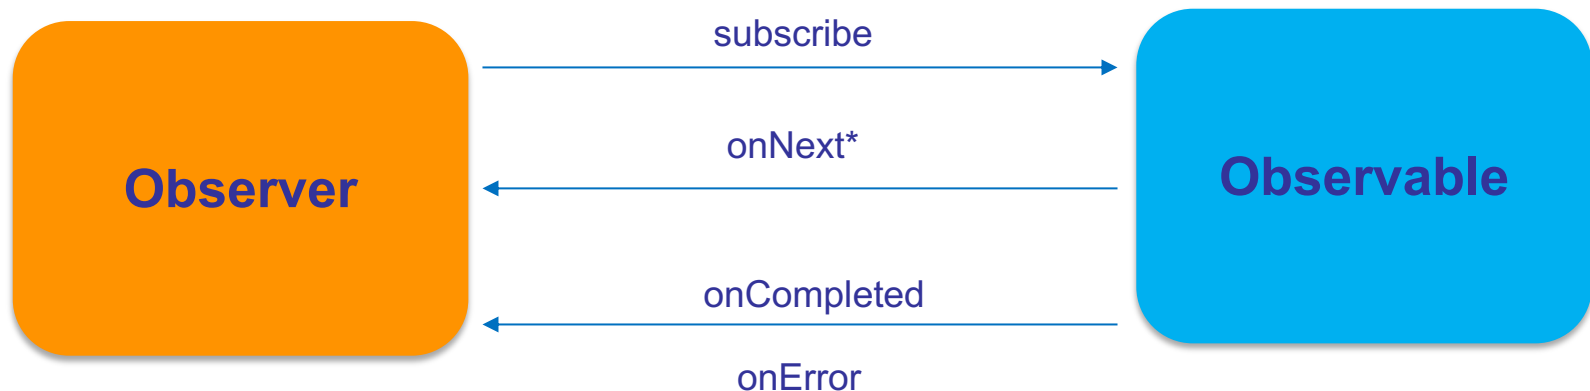 subscribe
onNext*
Observer
Observable
onCompleted
onError